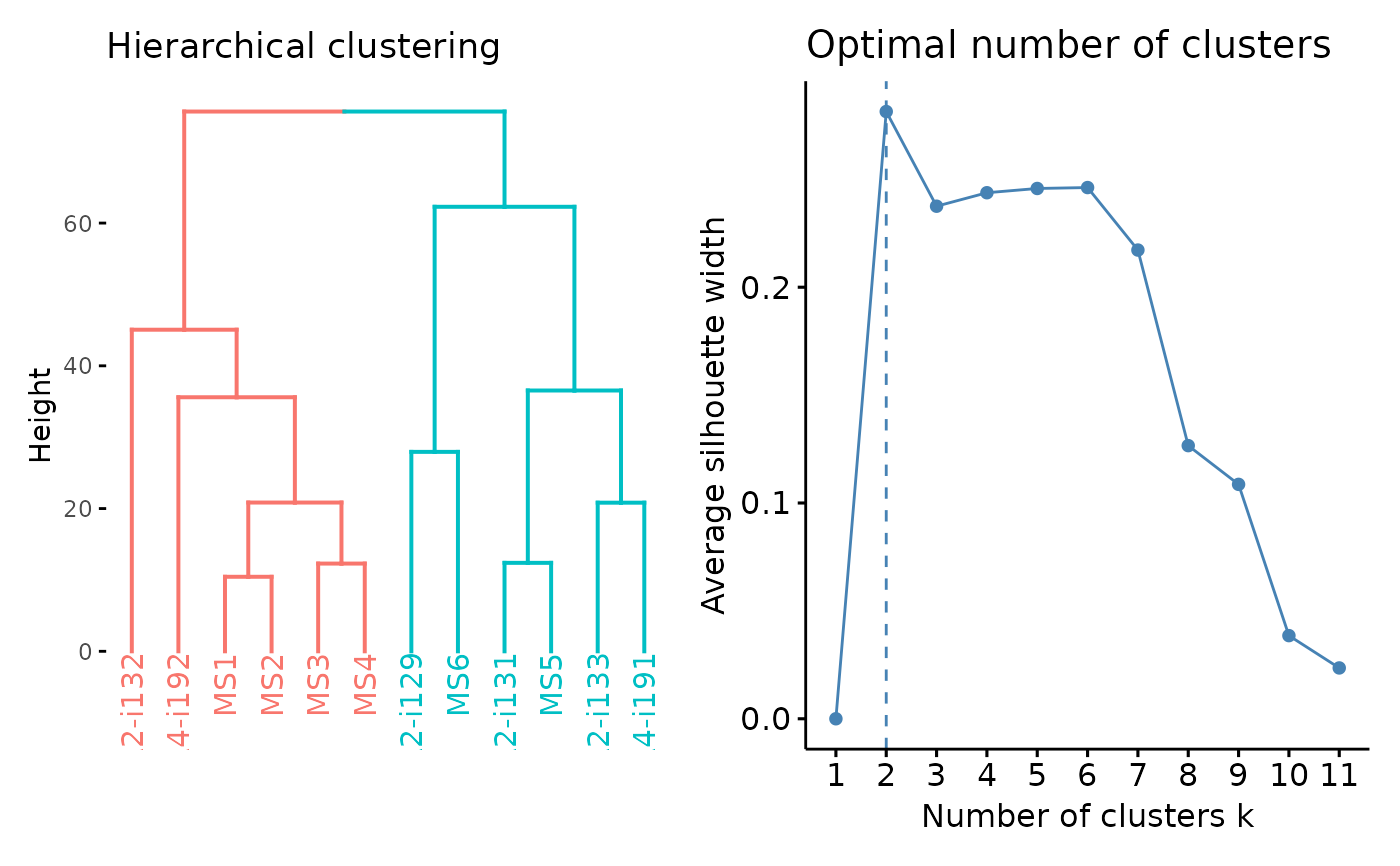 Hierarchical clustering
Height
60
40
20
0
2-i132
4-i192
MS1
MS2
MS3
MS4
2-i129
MS6
2-i131
MS5
2-i133
4-i191
Optimal number of clusters
Average silhouette width
0.2
0.1
0.0
1 2 3 4 5 6 7 8 9 10 11
Number of clusters k